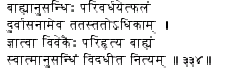 बाह्यानुसन्धिः परिवर्धयेत्फलं
दुर्वासनामेव ततस्ततोऽधिकाम् ।
ज्ञात्वा विवेकैः परिहृत्य बाह्यं
स्वात्मानुसन्धिं विदधीत नित्यम् ॥ ३३४॥